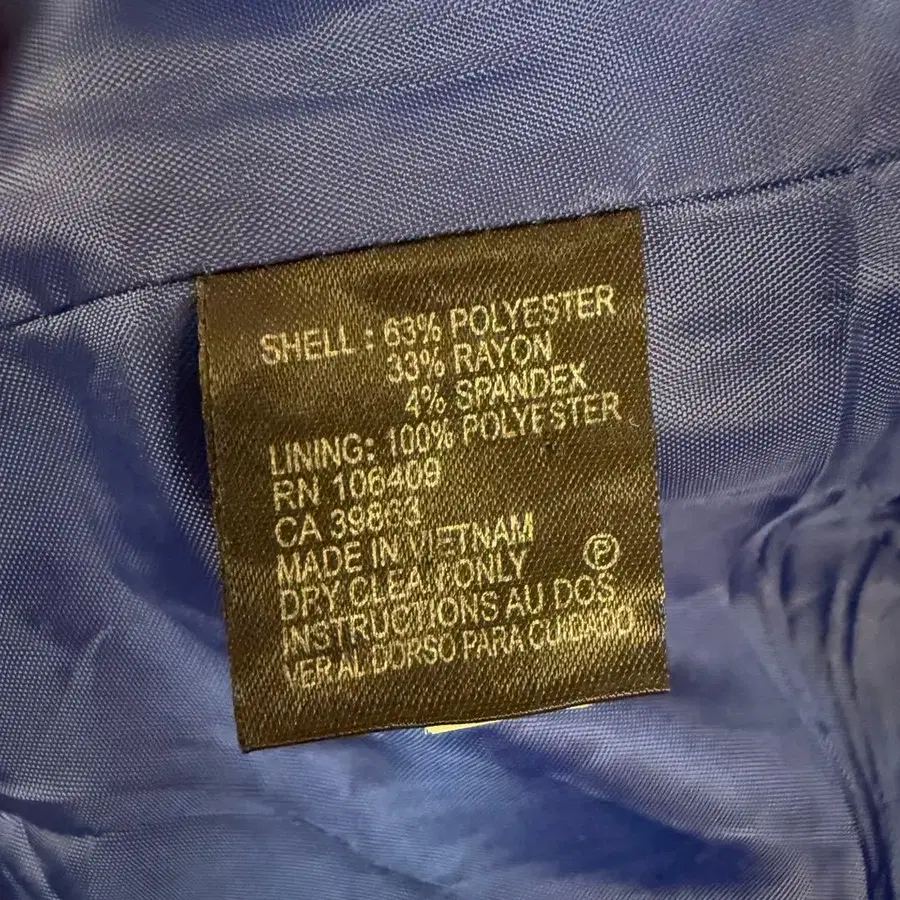 SHELL : 63% POLYESTER
33% RAYON
4% SPANDEX
LINING: 100% POLYESTER
RN 106409
CA 39863
MADE IN VIETNAM
DRY CLEAN ONLY Ⓟ
INSTRUCTIONS AU DOS
VER AL DORSO PARA CUIDADO